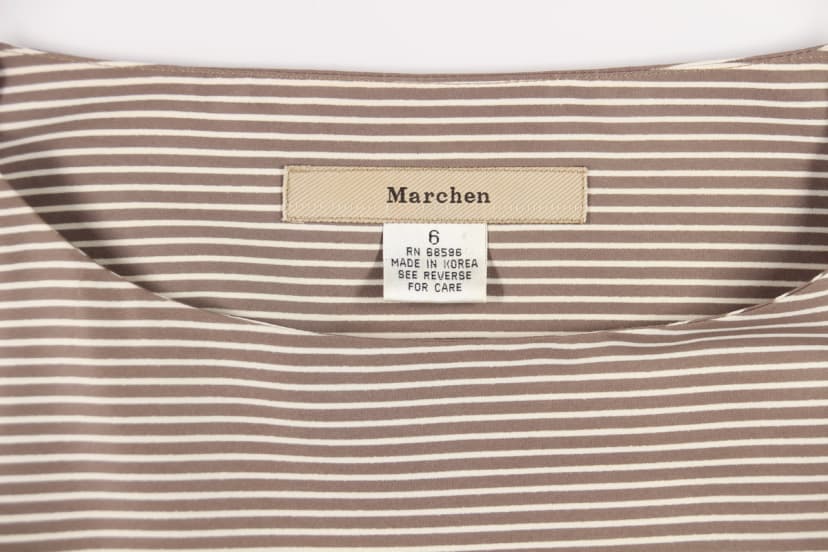 Marchen
6
RN 68596
MADE IN KOREA
SEE REVERSE
FOR CARE